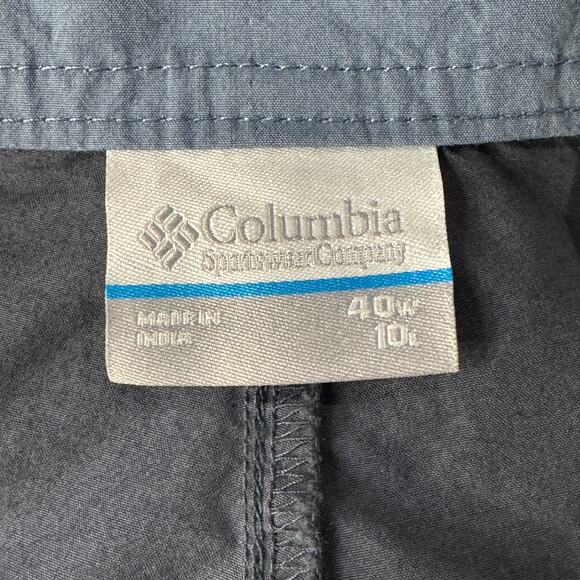 Columbia
Sportswear Company
MADE IN
INDIA
40W
10L